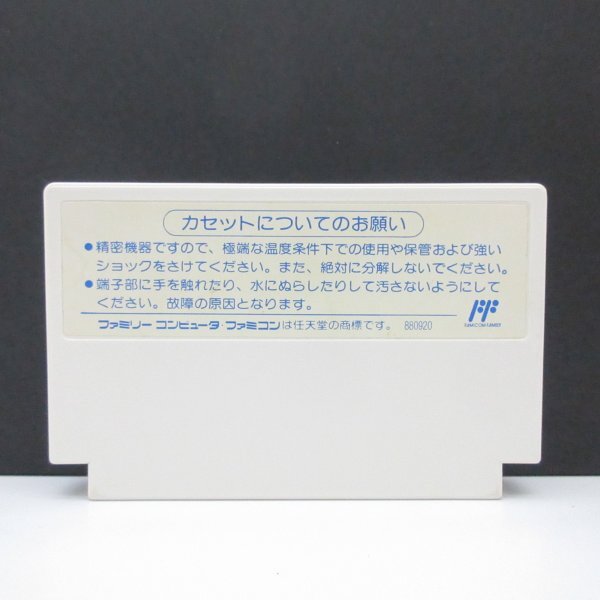 カセットについてのお願い
●精密機器ですので、極端な温度条件下での使用や保管および強い
ショックをさけてください。また、絶対に分解しないでください。
●端子部に手を触れたり、水にぬらしたりして汚さないようにして
ください。故障の原因となります。
ファミリー コンピュータ・ファミコンは任天堂の商標です。 880920
FAMICOM FAMILY